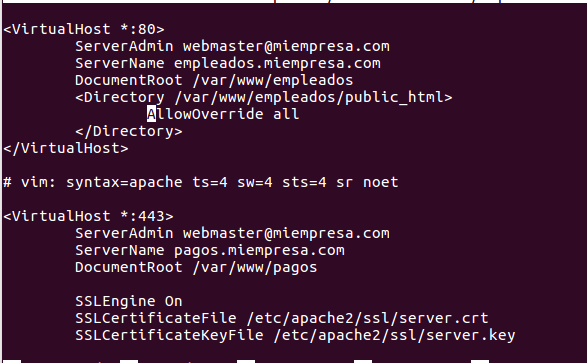 <VirtualHost *:80>
ServerAdmin webmaster@miempresa.com
ServerName empleados.miempresa.com
DocumentRoot /var/www/empleados
<Directory /var/www/empleados/public_html>
AllowOverride all
</Directory>
</VirtualHost>
# vim: syntax=apache ts=4 sw=4 sts=4 sr noet
<VirtualHost *:443>
ServerAdmin webmaster@miempresa.com
ServerName pagos.miempresa.com
DocumentRoot /var/www/pagos
SSLEngine On
SSLCertificateFile /etc/apache2/ssl/server.crt
SSLCertificateKeyFile /etc/apache2/ssl/server.key